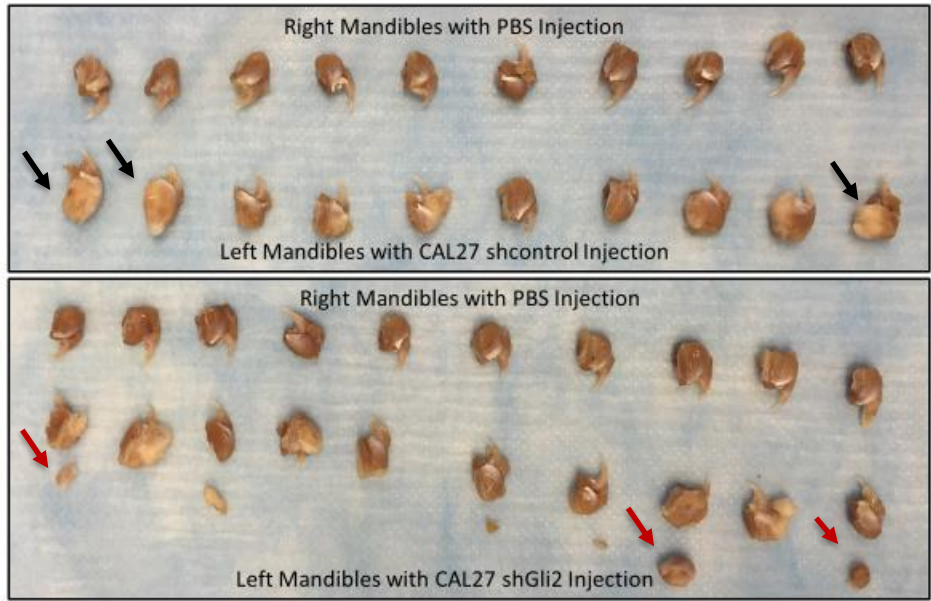 Right Mandibles with PBS Injection
Left Mandibles with CAL27 shcontrol Injection
Right Mandibles with PBS Injection
Left Mandibles with CAL27 shGli2 Injection